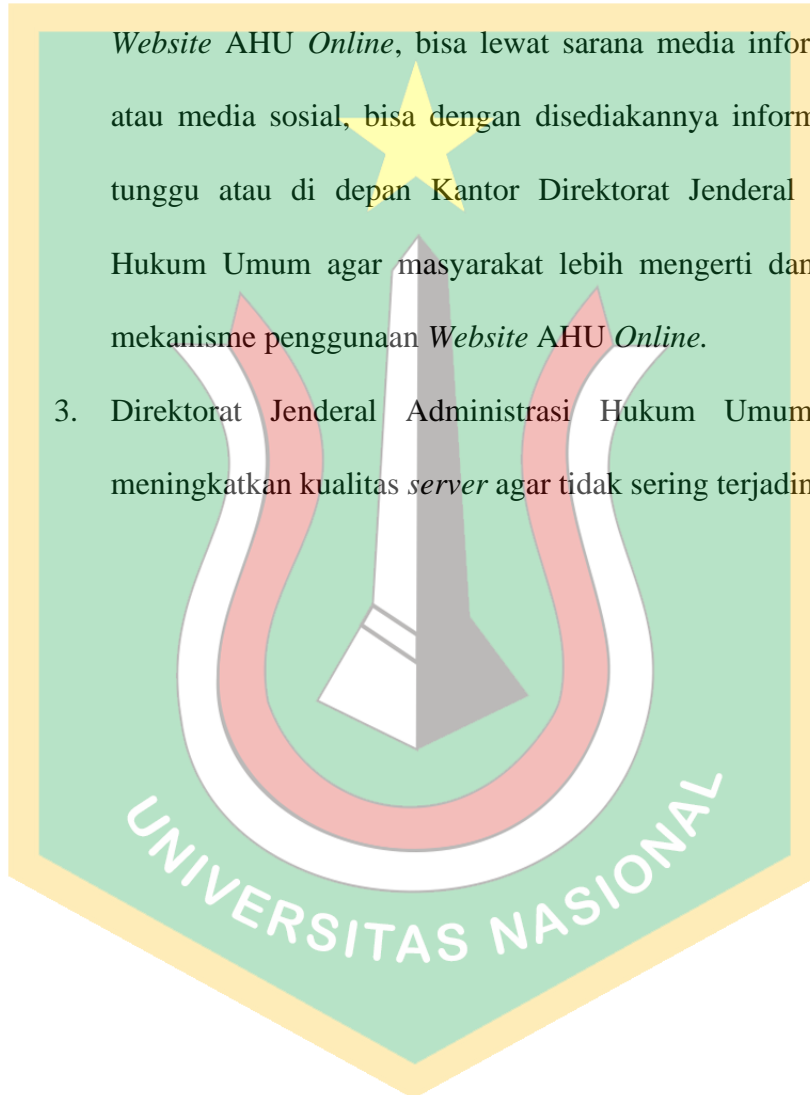 Website AHU Online, bisa lewat sarana media infor
atau media sosial, bisa dengan disediakannya inform
tunggu atau di depan Kantor Direktorat Jenderal
Hukum Umum agar masyarakat lebih mengerti dan
mekanisme penggunaan Website AHU Online.
3. Direktorat Jenderal Administrasi Hukum Umum
meningkatkan kualitas server agar tidak sering terjadin
UNIVERSITAS NASIONAL